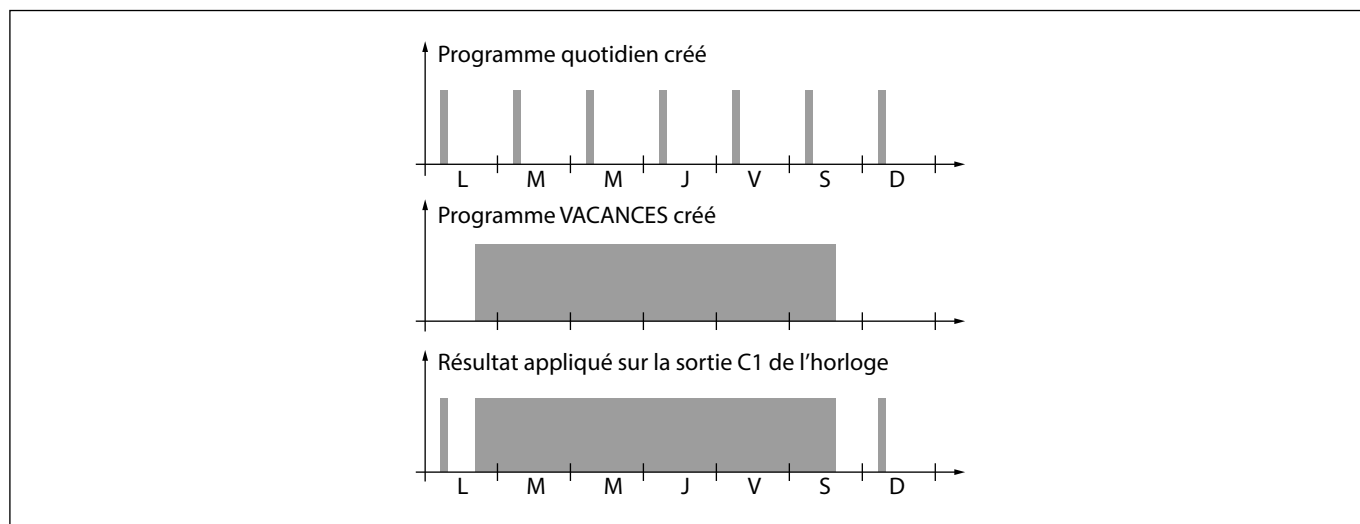 Programme quotidien créé
L M M J V S D
Programme VACANCES créé
Résultat appliqué sur la sortie C1 de l’horloge
L M M J V S D